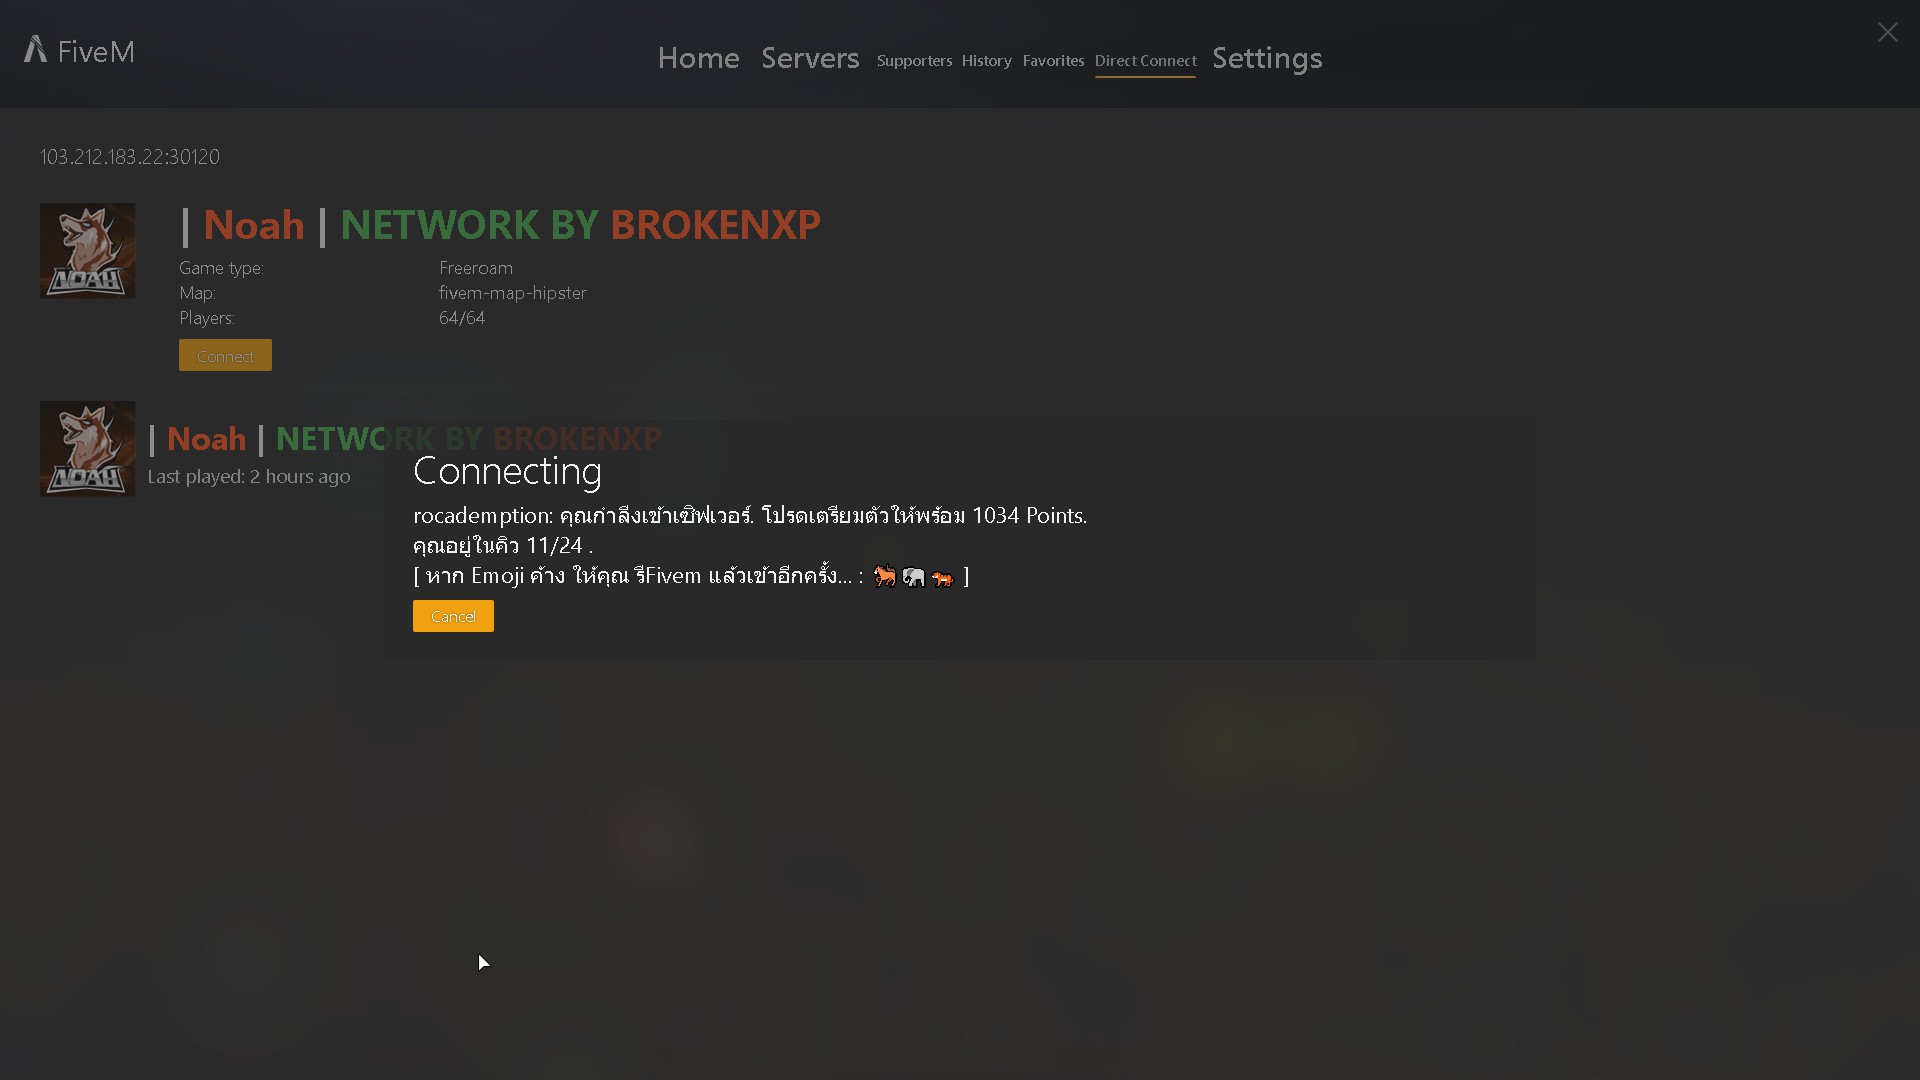 FiveM
Home Servers Supporters History Favorites Direct Connect Settings
103.212.183.22:30120
NOAH
| Noah | NETWORK BY BROKENXP
Game type: Freeroam
Map: fivem-map-hipster
Players: 64/64
Connect
NOAH
| Noah | NETWORK BY BROKENXP
Last played: 2 hours ago
Connecting
rocademption: คุณกำลังเข้าเซิฟเวอร์. โปรดเตรียมตัวให้พร้อม 1034 Points.
คุณอยู่ในคิว 11/24 .
[ หาก Emoji ค้าง ให้คุณ รีFivem แล้วเข้าอีกครั้ง... : 🐎🐘🐅 ]
Cancel